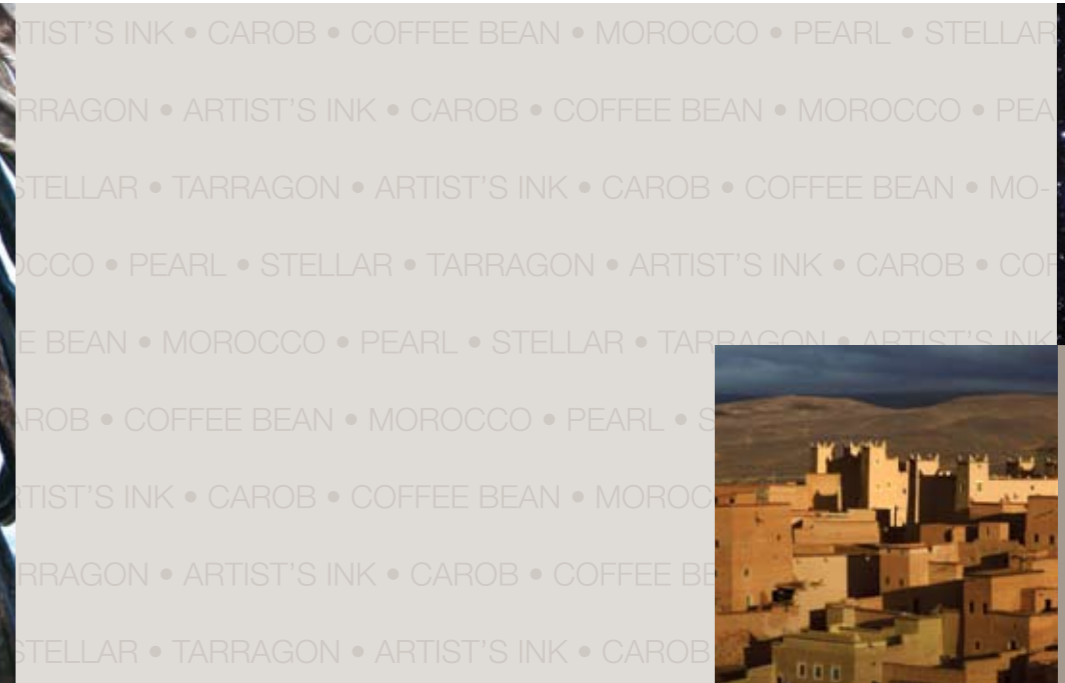 RTIST'S INK • CAROB • COFFEE BEAN • MOROCCO • PEARL • STELLAR
RRAGON • ARTIST'S INK • CAROB • COFFEE BEAN • MOROCCO • PEA
STELLAR • TARRAGON • ARTIST'S INK • CAROB • COFFEE BEAN • MO-
OCCO • PEARL • STELLAR • TARRAGON • ARTIST'S INK • CAROB • COF
E BEAN • MOROCCO • PEARL • STELLAR • TARRAGON • ARTIST'S INK
AROB • COFFEE BEAN • MOROCCO • PEARL • S
RTIST'S INK • CAROB • COFFEE BEAN • MOROC
RRAGON • ARTIST'S INK • CAROB • COFFEE BE
STELLAR • TARRAGON • ARTIST'S INK • CAROB